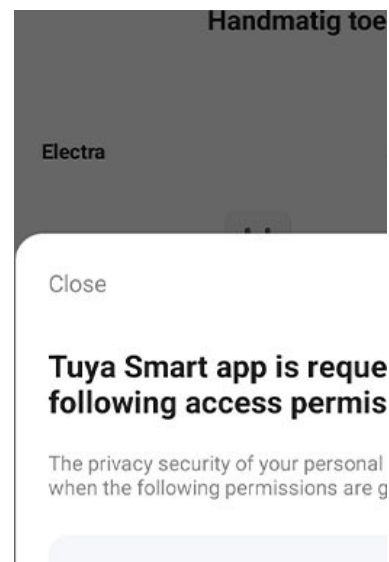 Handmatig toe
Electra
Close
Tuya Smart app is reque
following access permis
The privacy security of your personal
when the following permissions are g